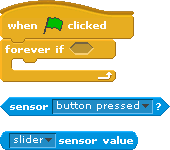 when clicked
forever if
sensor button pressed ?
slider sensor value